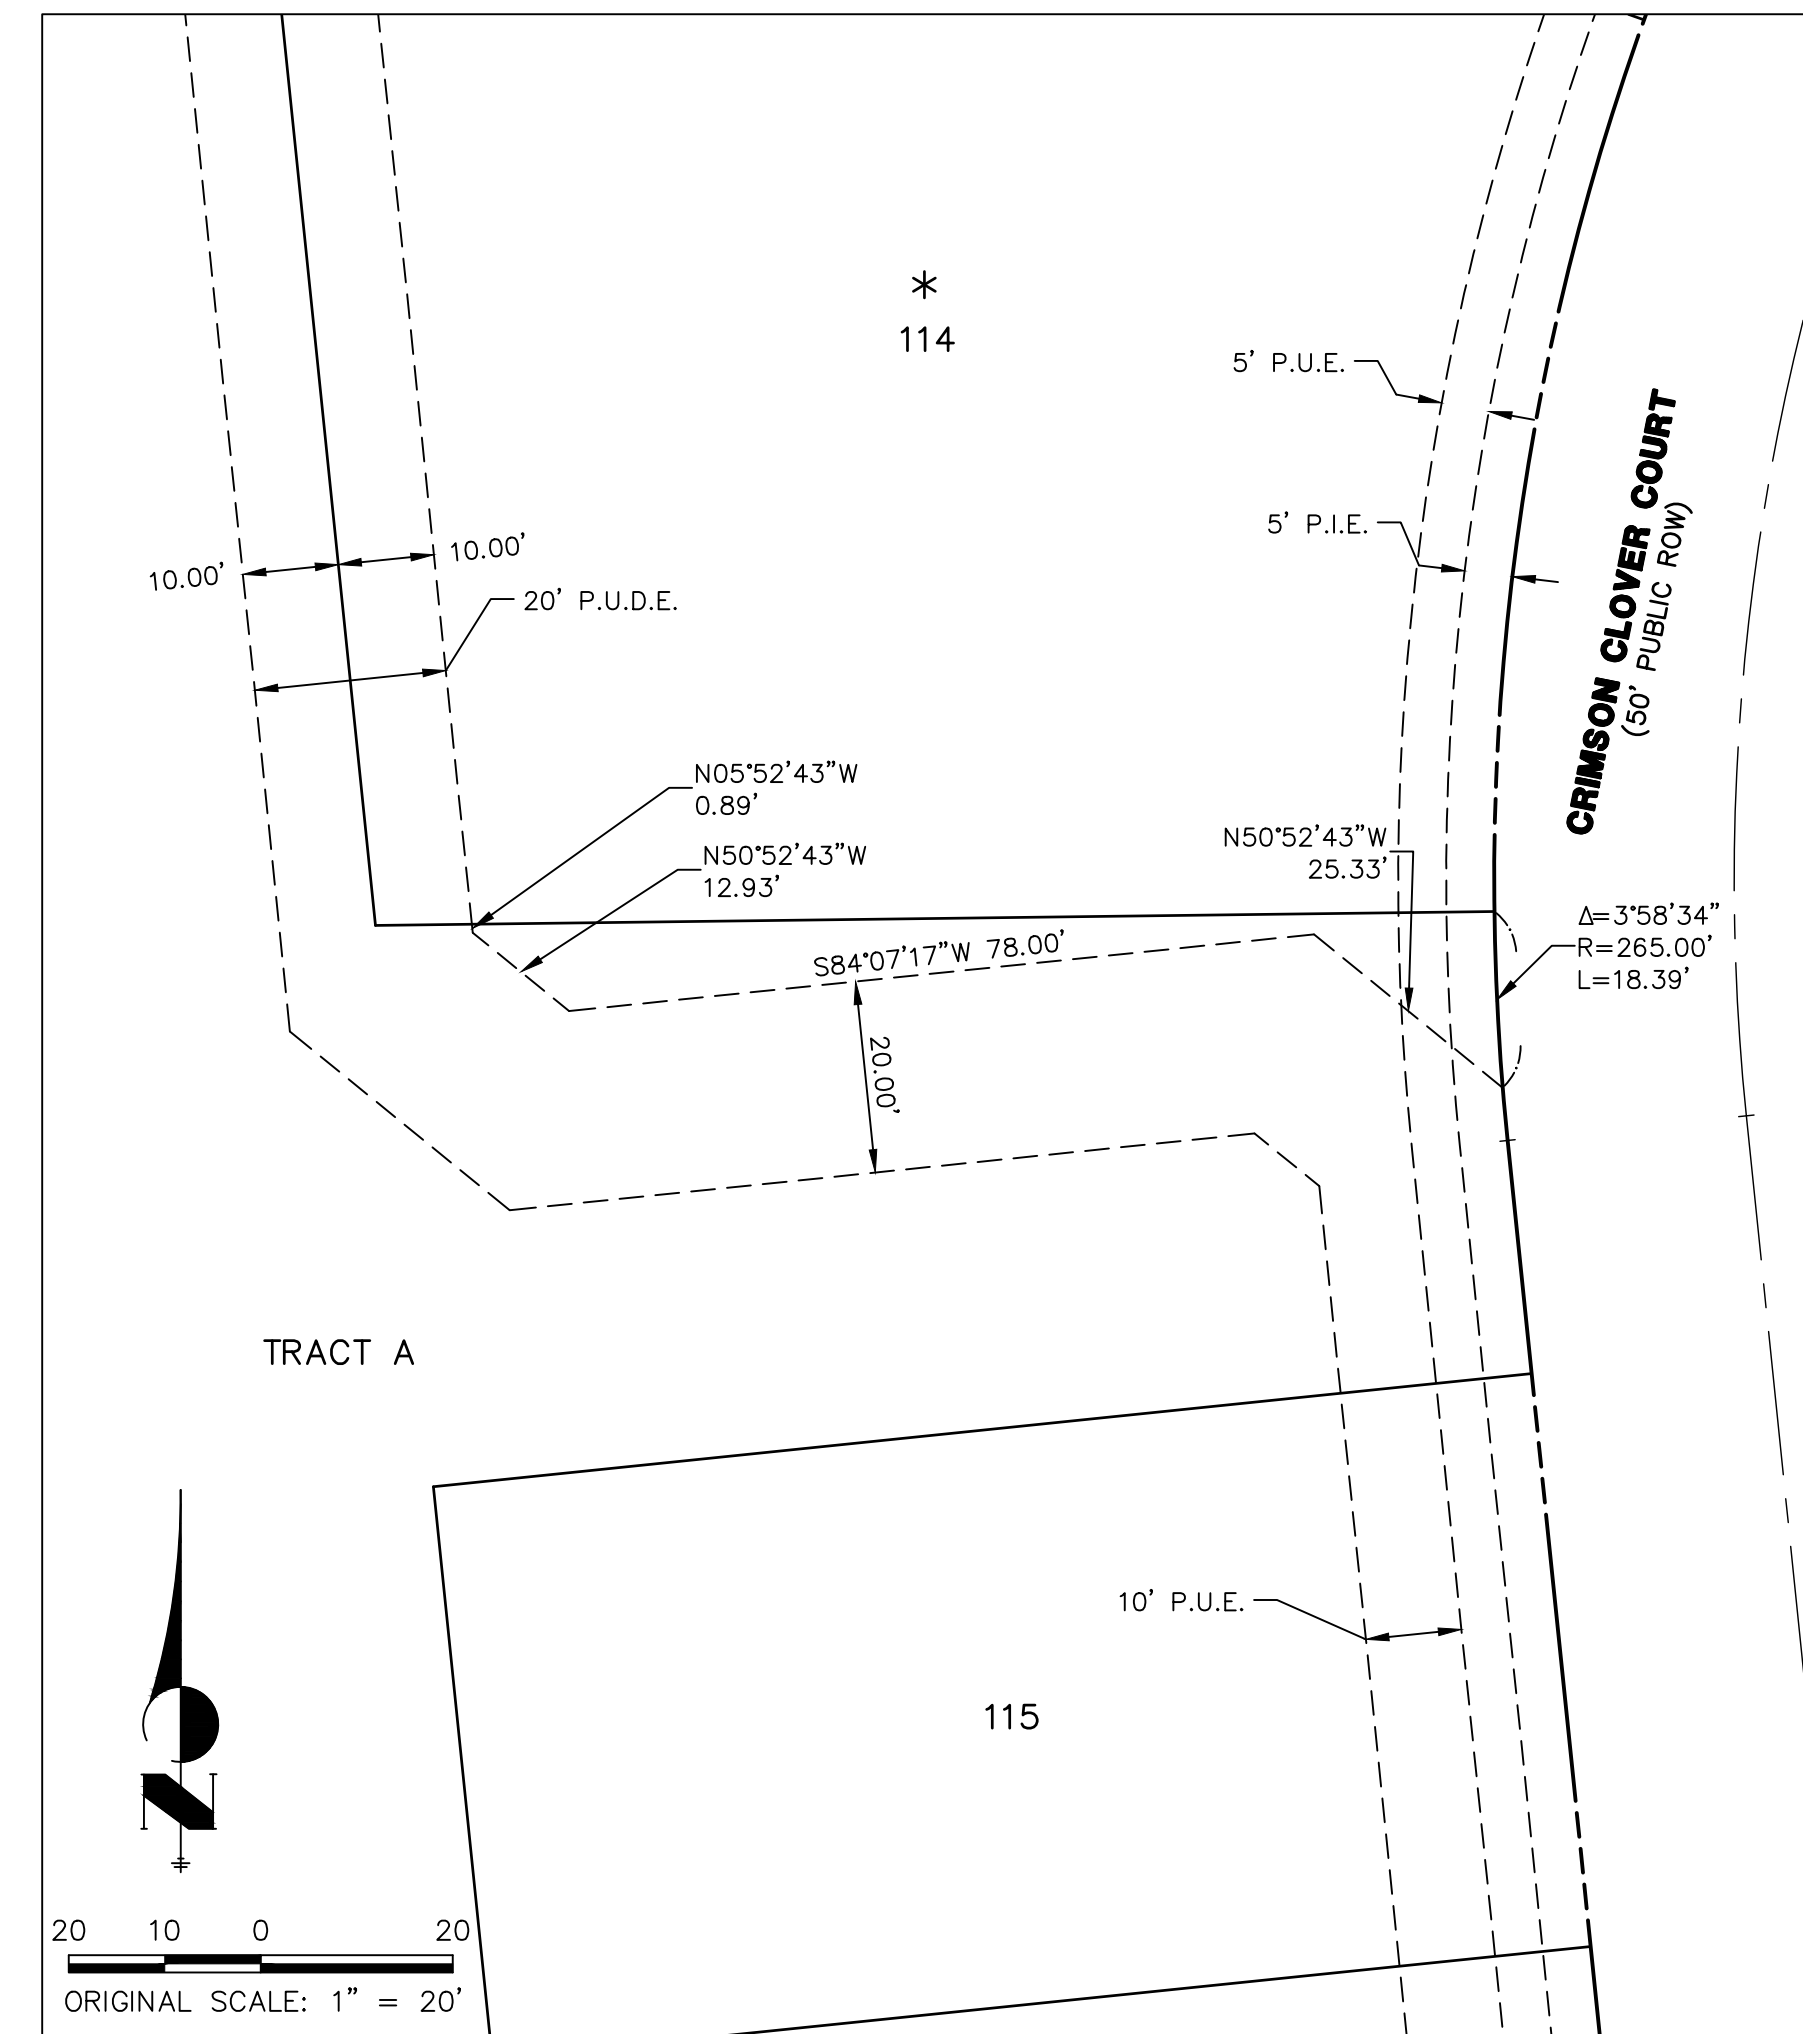 *
114
5' P.U.E.
5' P.I.E.
CRIMSON CLOVER COURT
(50' PUBLIC ROW)
10.00'
10.00'
20' P.U.D.E.
N05°52'43"W
0.89'
N50°52'43"W
12.93'
N50°52'43"W
25.33'
Δ=3°58'34"
R=265.00'
L=18.39'
S84°07'17"W 78.00'
20.00'
TRACT A
10' P.U.E.
115
N
20 10 0 20
ORIGINAL SCALE: 1" = 20'